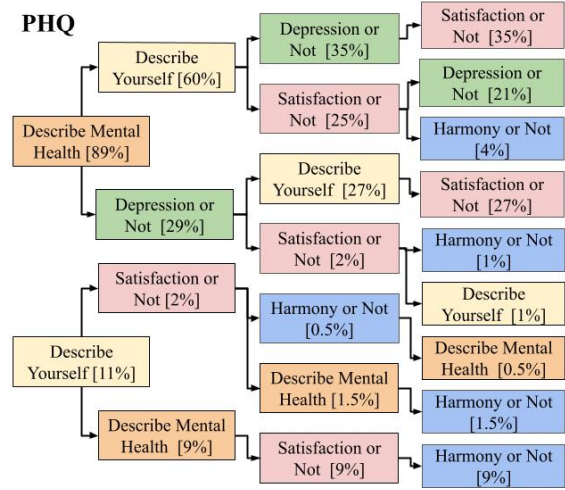 PHQ
Describe Mental
Health [89%]
Describe
Yourself [60%]
Depression or
Not [35%]
Satisfaction or
Not [35%]
Satisfaction or
Not [25%]
Depression or
Not [21%]
Harmony or Not
[4%]
Depression or
Not [29%]
Describe
Yourself [27%]
Satisfaction or
Not [27%]
Satisfaction or
Not [2%]
Harmony or Not
[1%]
Describe
Yourself [1%]
Describe
Yourself [11%]
Satisfaction or
Not [2%]
Harmony or Not
[0.5%]
Describe Mental
Health [0.5%]
Describe Mental
Health [1.5%]
Harmony or Not
[1.5%]
Describe Mental
Health [9%]
Satisfaction or
Not [9%]
Harmony or Not
[9%]